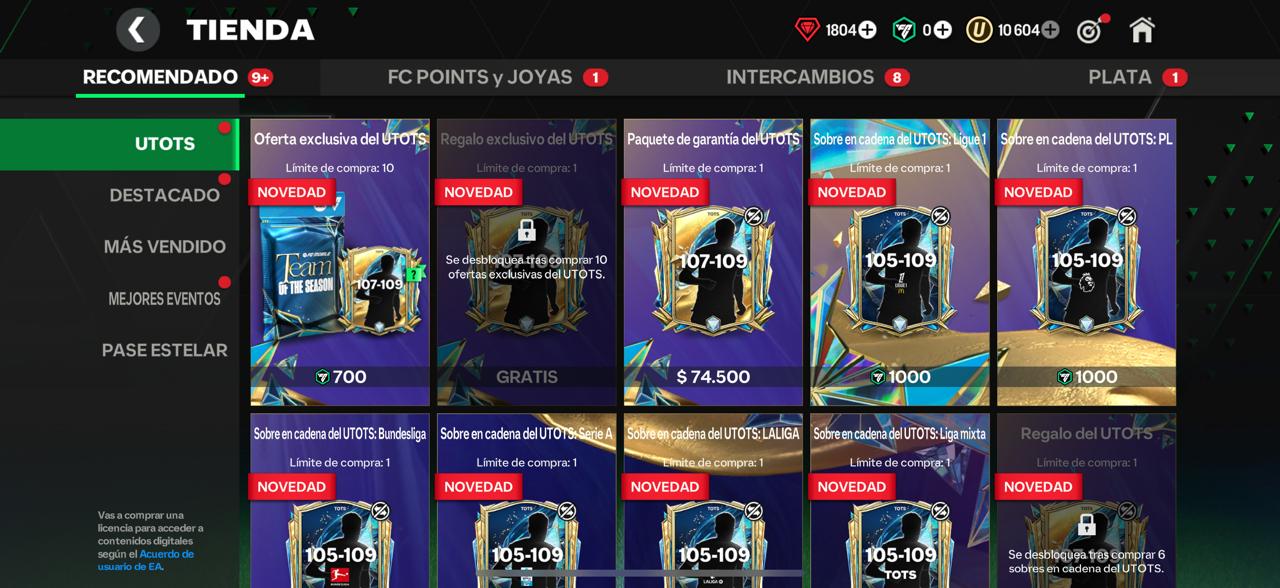 TIENDA
1804
0
10 604
RECOMENDADO 9+
FC POINTS y JOYAS 1
INTERCAMBIOS 8
PLATA 1
UTOTS
DESTACADO
MÁS VENDIDO
MEJORES EVENTOS
PASE ESTELAR
Vas a comprar una
licencia para acceder a
contenidos digitales
según el Acuerdo de
usuario de EA.
Oferta exclusiva del UTOTS
Límite de compra: 10
NOVEDAD
Team
OF THE SEASON
107-109
?
700
Regalo exclusivo del UTOTS
Límite de compra: 1
NOVEDAD
TOTS
Se desbloquea tras comprar 10
ofertas exclusivas del UTOTS.
GRATIS
Paquete de garantía del UTOTS
Límite de compra: 1
NOVEDAD
TOTS
107-109
$ 74.500
Sobre en cadena del UTOTS: Ligue 1
Límite de compra: 1
NOVEDAD
TOTS
105-109
1000
Sobre en cadena del UTOTS: PL
Límite de compra: 1
NOVEDAD
TOTS
105-109
1000
Sobre en cadena del UTOTS: Bundesliga
Límite de compra: 1
NOVEDAD
TOTS
105-109
BUNDESLIGA
Sobre en cadena del UTOTS: Serie A
Límite de compra: 1
NOVEDAD
TOTS
105-109
Sobre en cadena del UTOTS: LALIGA
Límite de compra: 1
NOVEDAD
TOTS
105-109
LALIGA
Sobre en cadena del UTOTS: Liga mixta
Límite de compra: 1
NOVEDAD
TOTS
105-109
TOTS
Regalo del UTOTS
Límite de compra: 1
NOVEDAD
TOTS
Se desbloquea tras comprar 6
sobres en cadena del UTOTS.